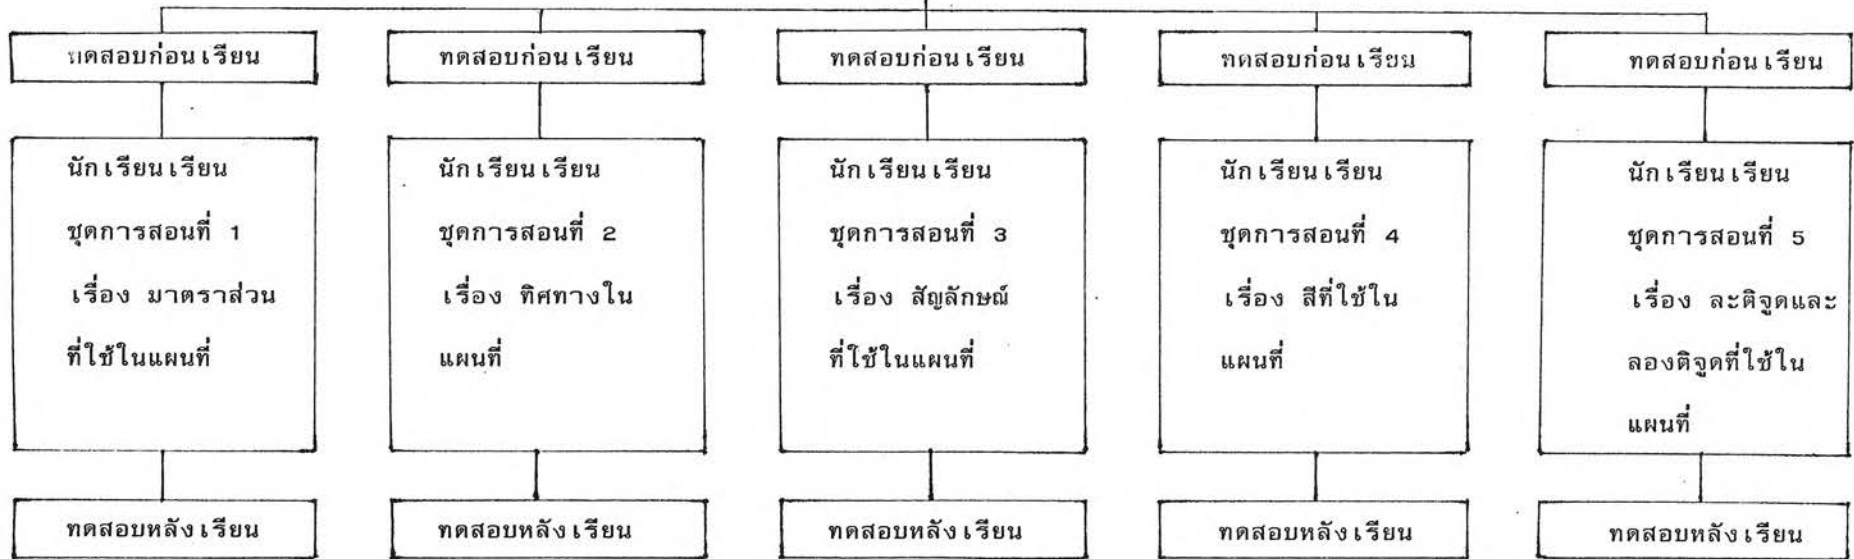 ทดสอบก่อนเรียน
ทดสอบก่อนเรียน
ทดสอบก่อนเรียน
ทดสอบก่อนเรียน
ทดสอบก่อนเรียน
นักเรียนเรียน
ชุดการสอนที่ 1
เรื่อง มาตราส่วน
ที่ใช้ในแผนที่
นักเรียนเรียน
ชุดการสอนที่ 2
เรื่อง ทิศทางใน
แผนที่
นักเรียนเรียน
ชุดการสอนที่ 3
เรื่อง สัญลักษณ์
ที่ใช้ในแผนที่
นักเรียนเรียน
ชุดการสอนที่ 4
เรื่อง สีที่ใช้ใน
แผนที่
นักเรียนเรียน
ชุดการสอนที่ 5
เรื่อง ละติจูดและ
ลองติจูดที่ใช้ใน
แผนที่
ทดสอบหลังเรียน
ทดสอบหลังเรียน
ทดสอบหลังเรียน
ทดสอบหลังเรียน
ทดสอบหลังเรียน